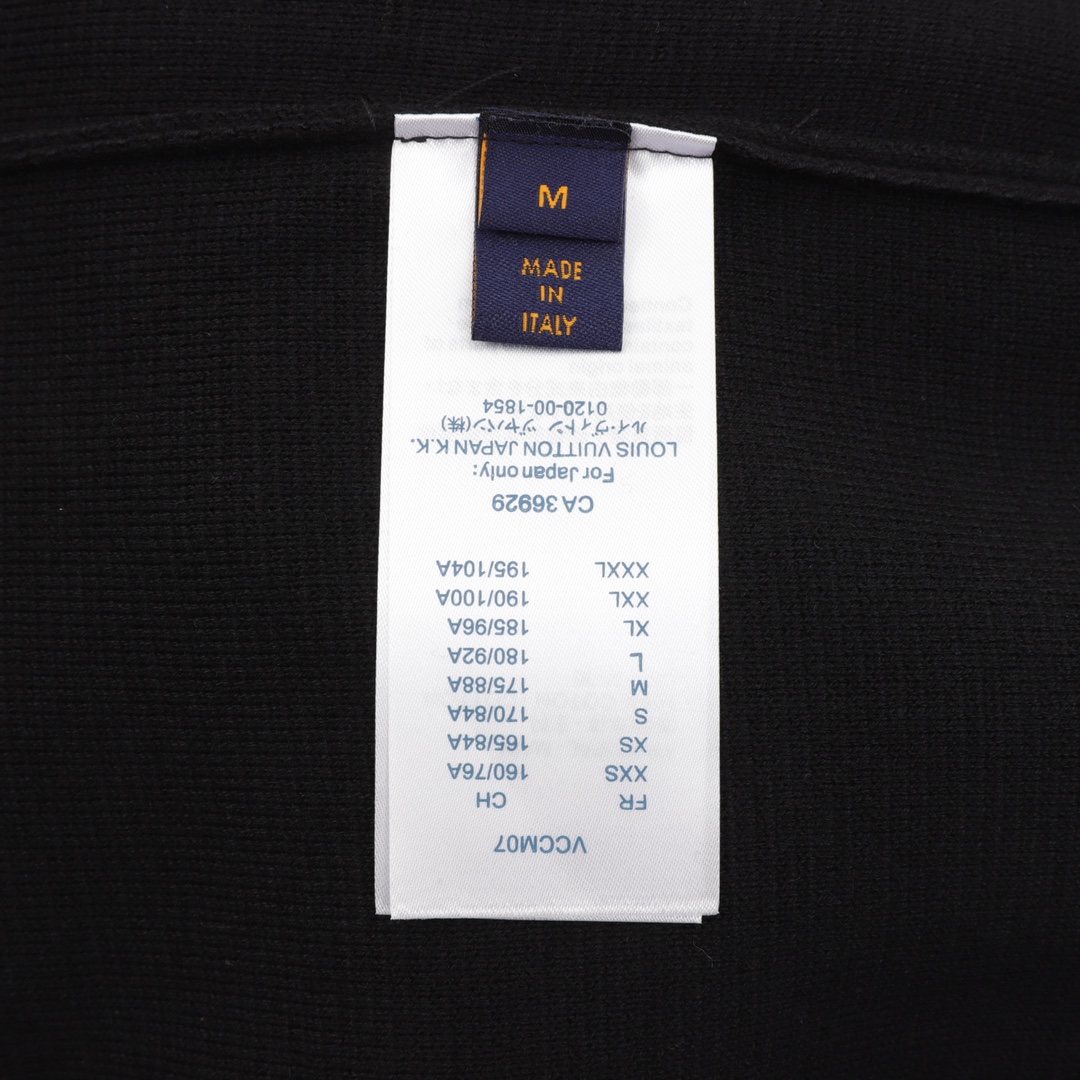 M
MADE
IN
ITALY
VCCM07
FR CH
XXS 160/76A
XS 165/84A
S 170/84A
M 175/88A
L 180/92A
XL 185/96A
XXL 190/100A
XXXL 195/104A
CA 36929
For Japan only:
LOUIS VUITTON JAPAN K.K.
ルイ・ヴィトン ジャパン(株)
0120-00-1854